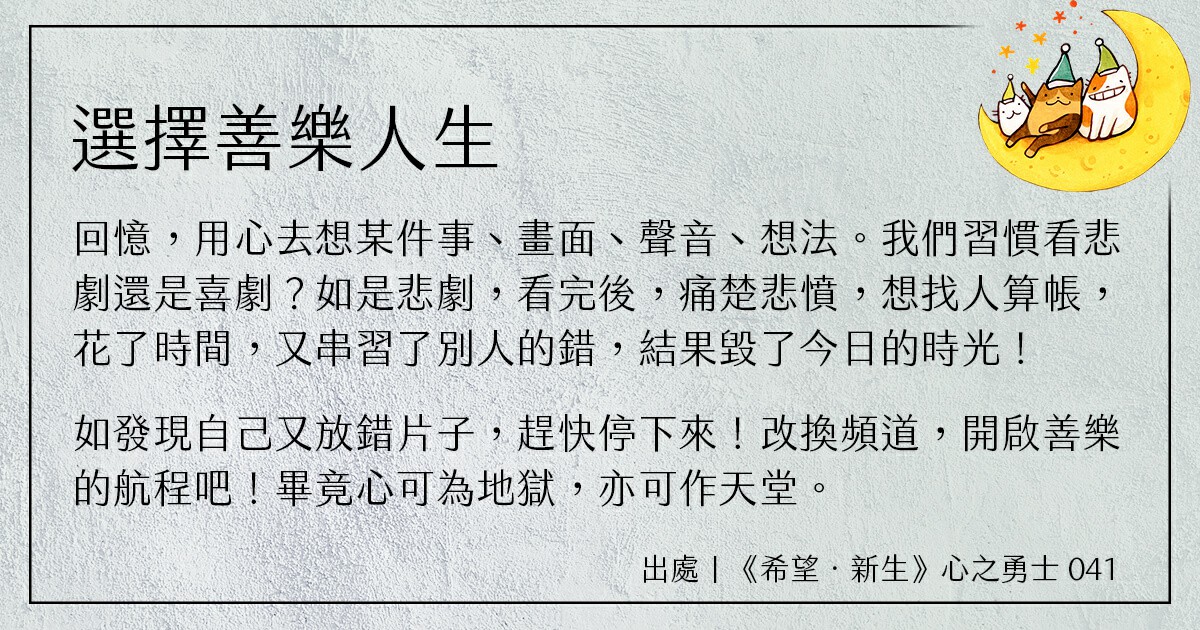 選擇善樂人生
回憶，用心去想某件事、畫面、聲音、想法。我們習慣看悲
劇還是喜劇？如是悲劇，看完後，痛楚悲憤，想找人算帳，
花了時間，又串習了別人的錯，結果毀了今日的時光！
如發現自己又放錯片子，趕快停下來！改換頻道，開啟善樂
的航程吧！畢竟心可為地獄，亦可作天堂。
出處｜《希望‧新生》心之勇士 041